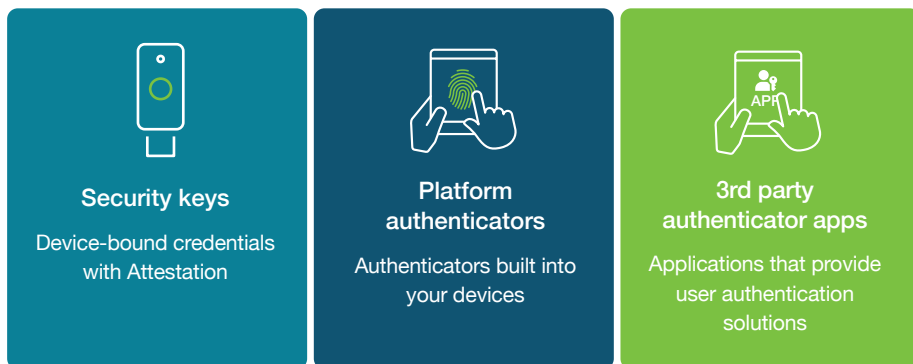 Security keys
Device-bound credentials
with Attestation
Platform
authenticators
Authenticators built into
your devices
APP
3rd party
authenticator apps
Applications that provide
user authentication
solutions